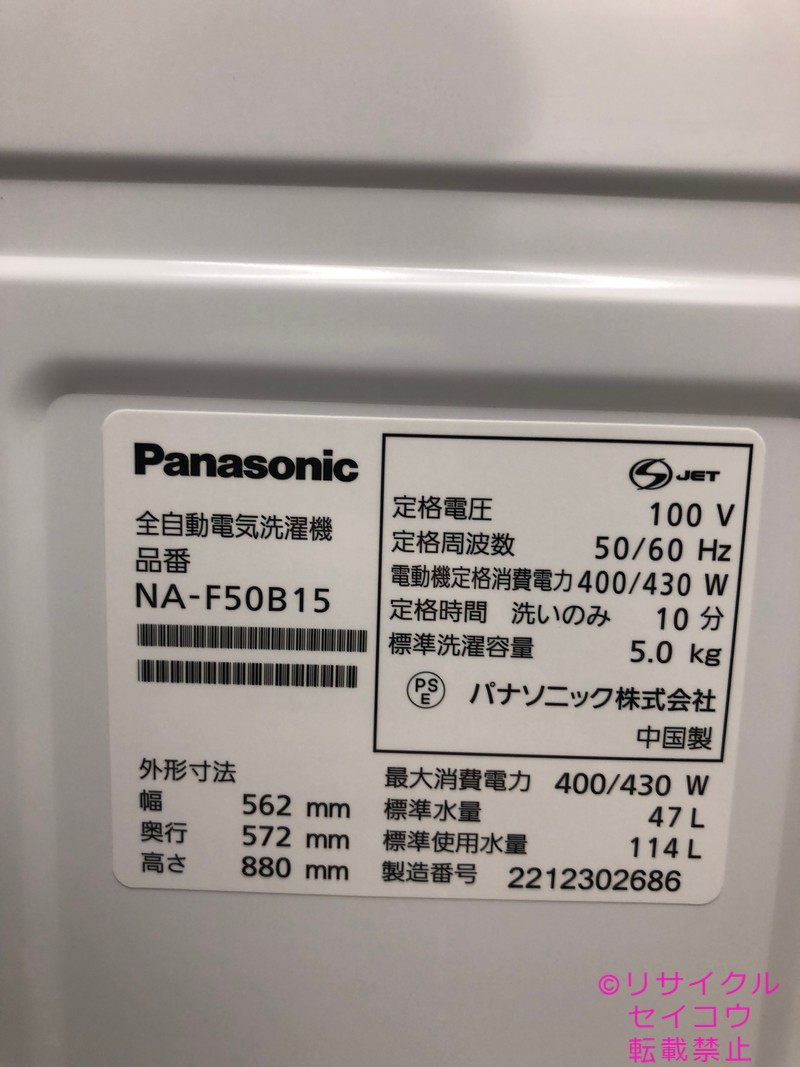 Panasonic
全自動電気洗濯機
品番
NA-F50B15
JET
定格電圧 100 V
定格周波数 50/60 Hz
電動機定格消費電力 400/430 W
定格時間 洗いのみ 10 分
標準洗濯容量 5.0 kg
PS
E パナソニック株式会社
中国製
外形寸法
幅 562 mm
奥行 572 mm
高さ 880 mm
最大消費電力 400/430 W
標準水量 47 L
標準使用水量 114 L
製造番号 2212302686
©リサイクル
セイコウ
転載禁止